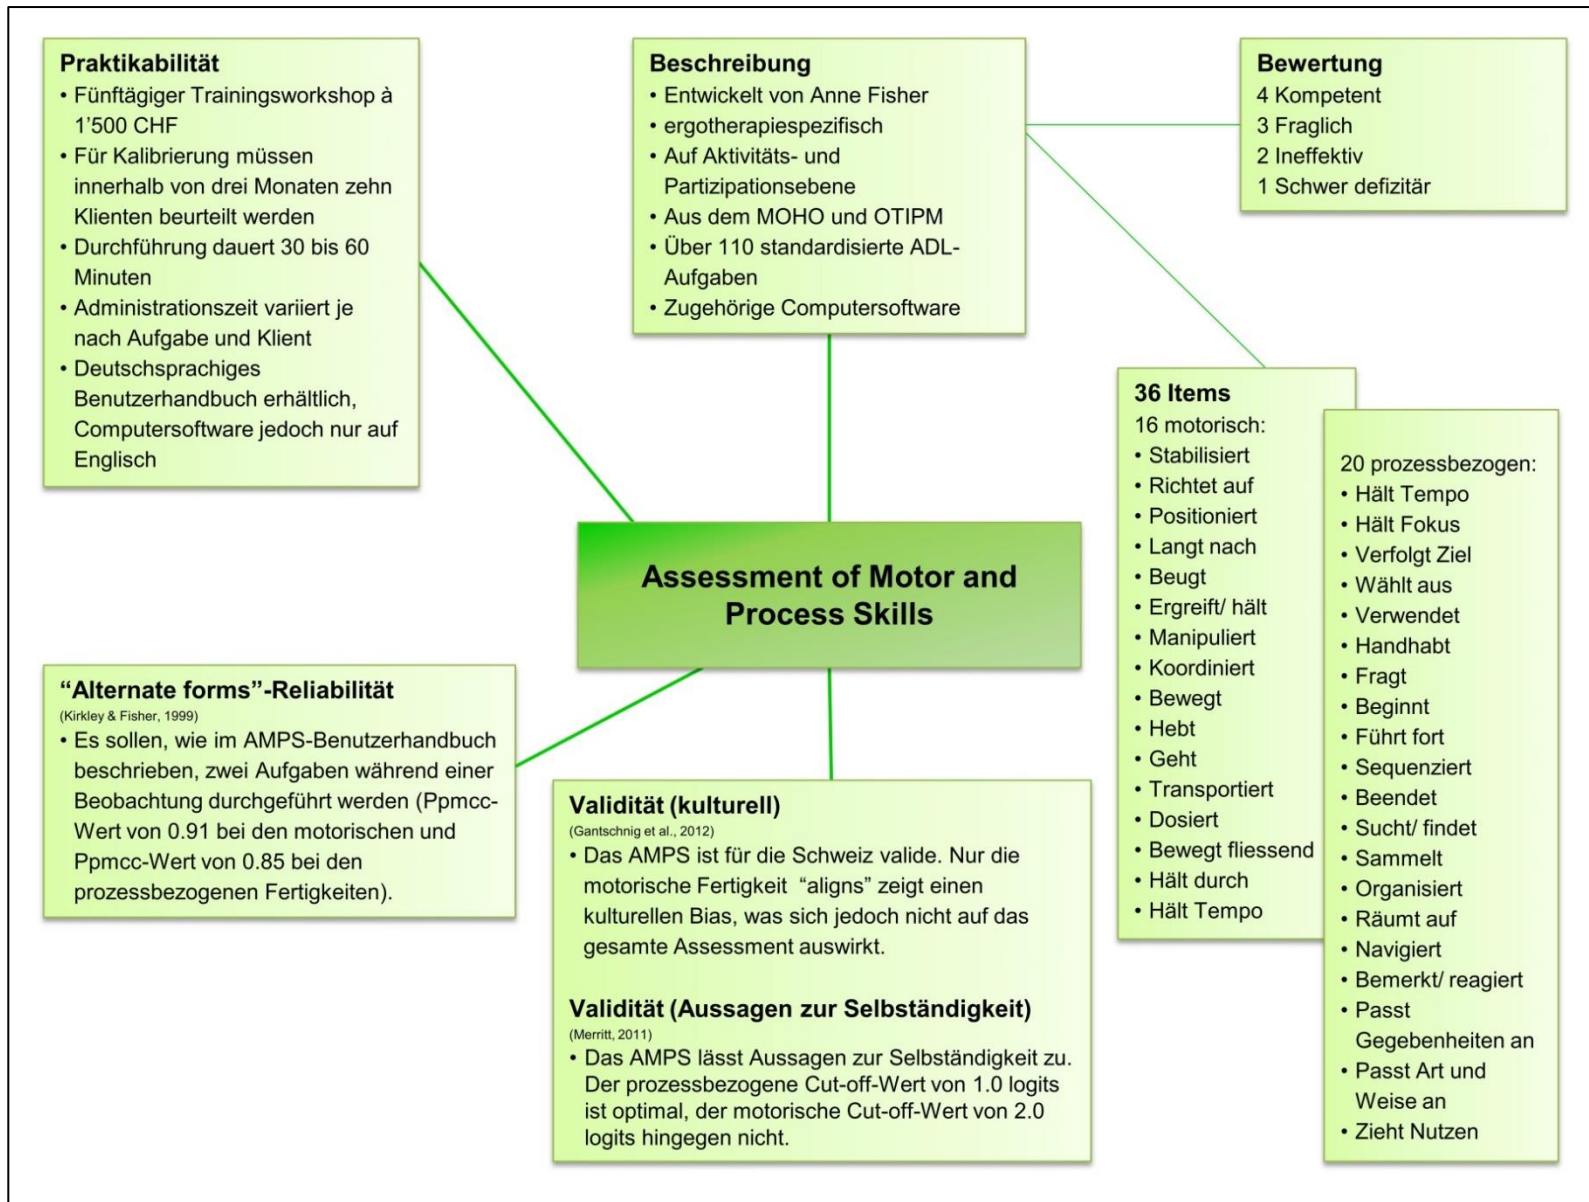 Praktikabilität
• Fünftägiger Trainingsworkshop à
1’500 CHF
• Für Kalibrierung müssen
innerhalb von drei Monaten zehn
Klienten beurteilt werden
• Durchführung dauert 30 bis 60
Minuten
• Administrationszeit variiert je
nach Aufgabe und Klient
• Deutschsprachiges
Benutzerhandbuch erhältlich,
Computersoftware jedoch nur auf
Englisch
Beschreibung
• Entwickelt von Anne Fisher
• ergotherapiespezifisch
• Auf Aktivitäts- und
Partizipationsebene
• Aus dem MOHO und OTIPM
• Über 110 standardisierte ADL-
Aufgaben
• Zugehörige Computersoftware
Bewertung
4 Kompetent
3 Fraglich
2 Ineffektiv
1 Schwer defizitär
36 Items
16 motorisch:
• Stabilisiert
• Richtet auf
• Positioniert
• Langt nach
• Beugt
• Ergreift/ hält
• Manipuliert
• Koordiniert
• Bewegt
• Hebt
• Geht
• Transportiert
• Dosiert
• Bewegt fliessend
• Hält durch
• Hält Tempo
20 prozessbezogen:
• Hält Tempo
• Hält Fokus
• Verfolgt Ziel
• Wählt aus
• Verwendet
• Handhabt
• Fragt
• Beginnt
• Führt fort
• Sequenziert
• Beendet
• Sucht/ findet
• Sammelt
• Organisiert
• Räumt auf
• Navigiert
• Bemerkt/ reagiert
• Passt
Gegebenheiten an
• Passt Art und
Weise an
• Zieht Nutzen
Assessment of Motor and
Process Skills
“Alternate forms”-Reliabilität
(Kirkley & Fisher, 1999)
• Es sollen, wie im AMPS-Benutzerhandbuch
beschrieben, zwei Aufgaben während einer
Beobachtung durchgeführt werden (Ppmcc-
Wert von 0.91 bei den motorischen und
Ppmcc-Wert von 0.85 bei den
prozessbezogenen Fertigkeiten).
Validität (kulturell)
(Gantschnig et al., 2012)
• Das AMPS ist für die Schweiz valide. Nur die
motorische Fertigkeit “aligns” zeigt einen
kulturellen Bias, was sich jedoch nicht auf das
gesamte Assessment auswirkt.
Validität (Aussagen zur Selbständigkeit)
(Merritt, 2011)
• Das AMPS lässt Aussagen zur Selbständigkeit zu.
Der prozessbezogene Cut-off-Wert von 1.0 logits
ist optimal, der motorische Cut-off-Wert von 2.0
logits hingegen nicht.